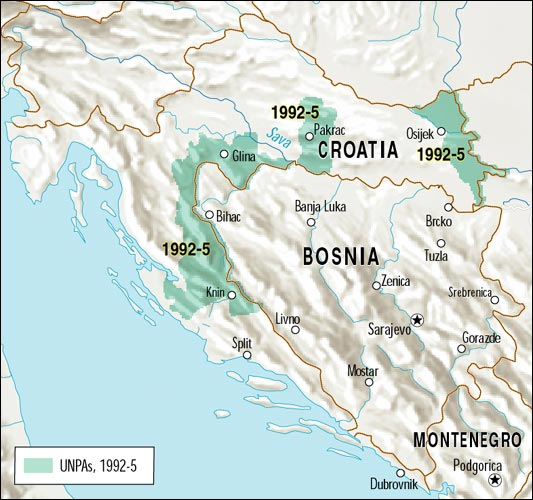 1992-5
Pakrac
Sava
Osijek
CROATIA
1992-5
Glina
Bihac
Banja Luka
Brcko
1992-5
BOSNIA
Tuzla
Zenica
Knin
Srebrenica
Livno
Sarajevo
Split
Gorazde
Mostar
MONTENEGRO
UNPAs, 1992-5
Podgorica
Dubrovnik